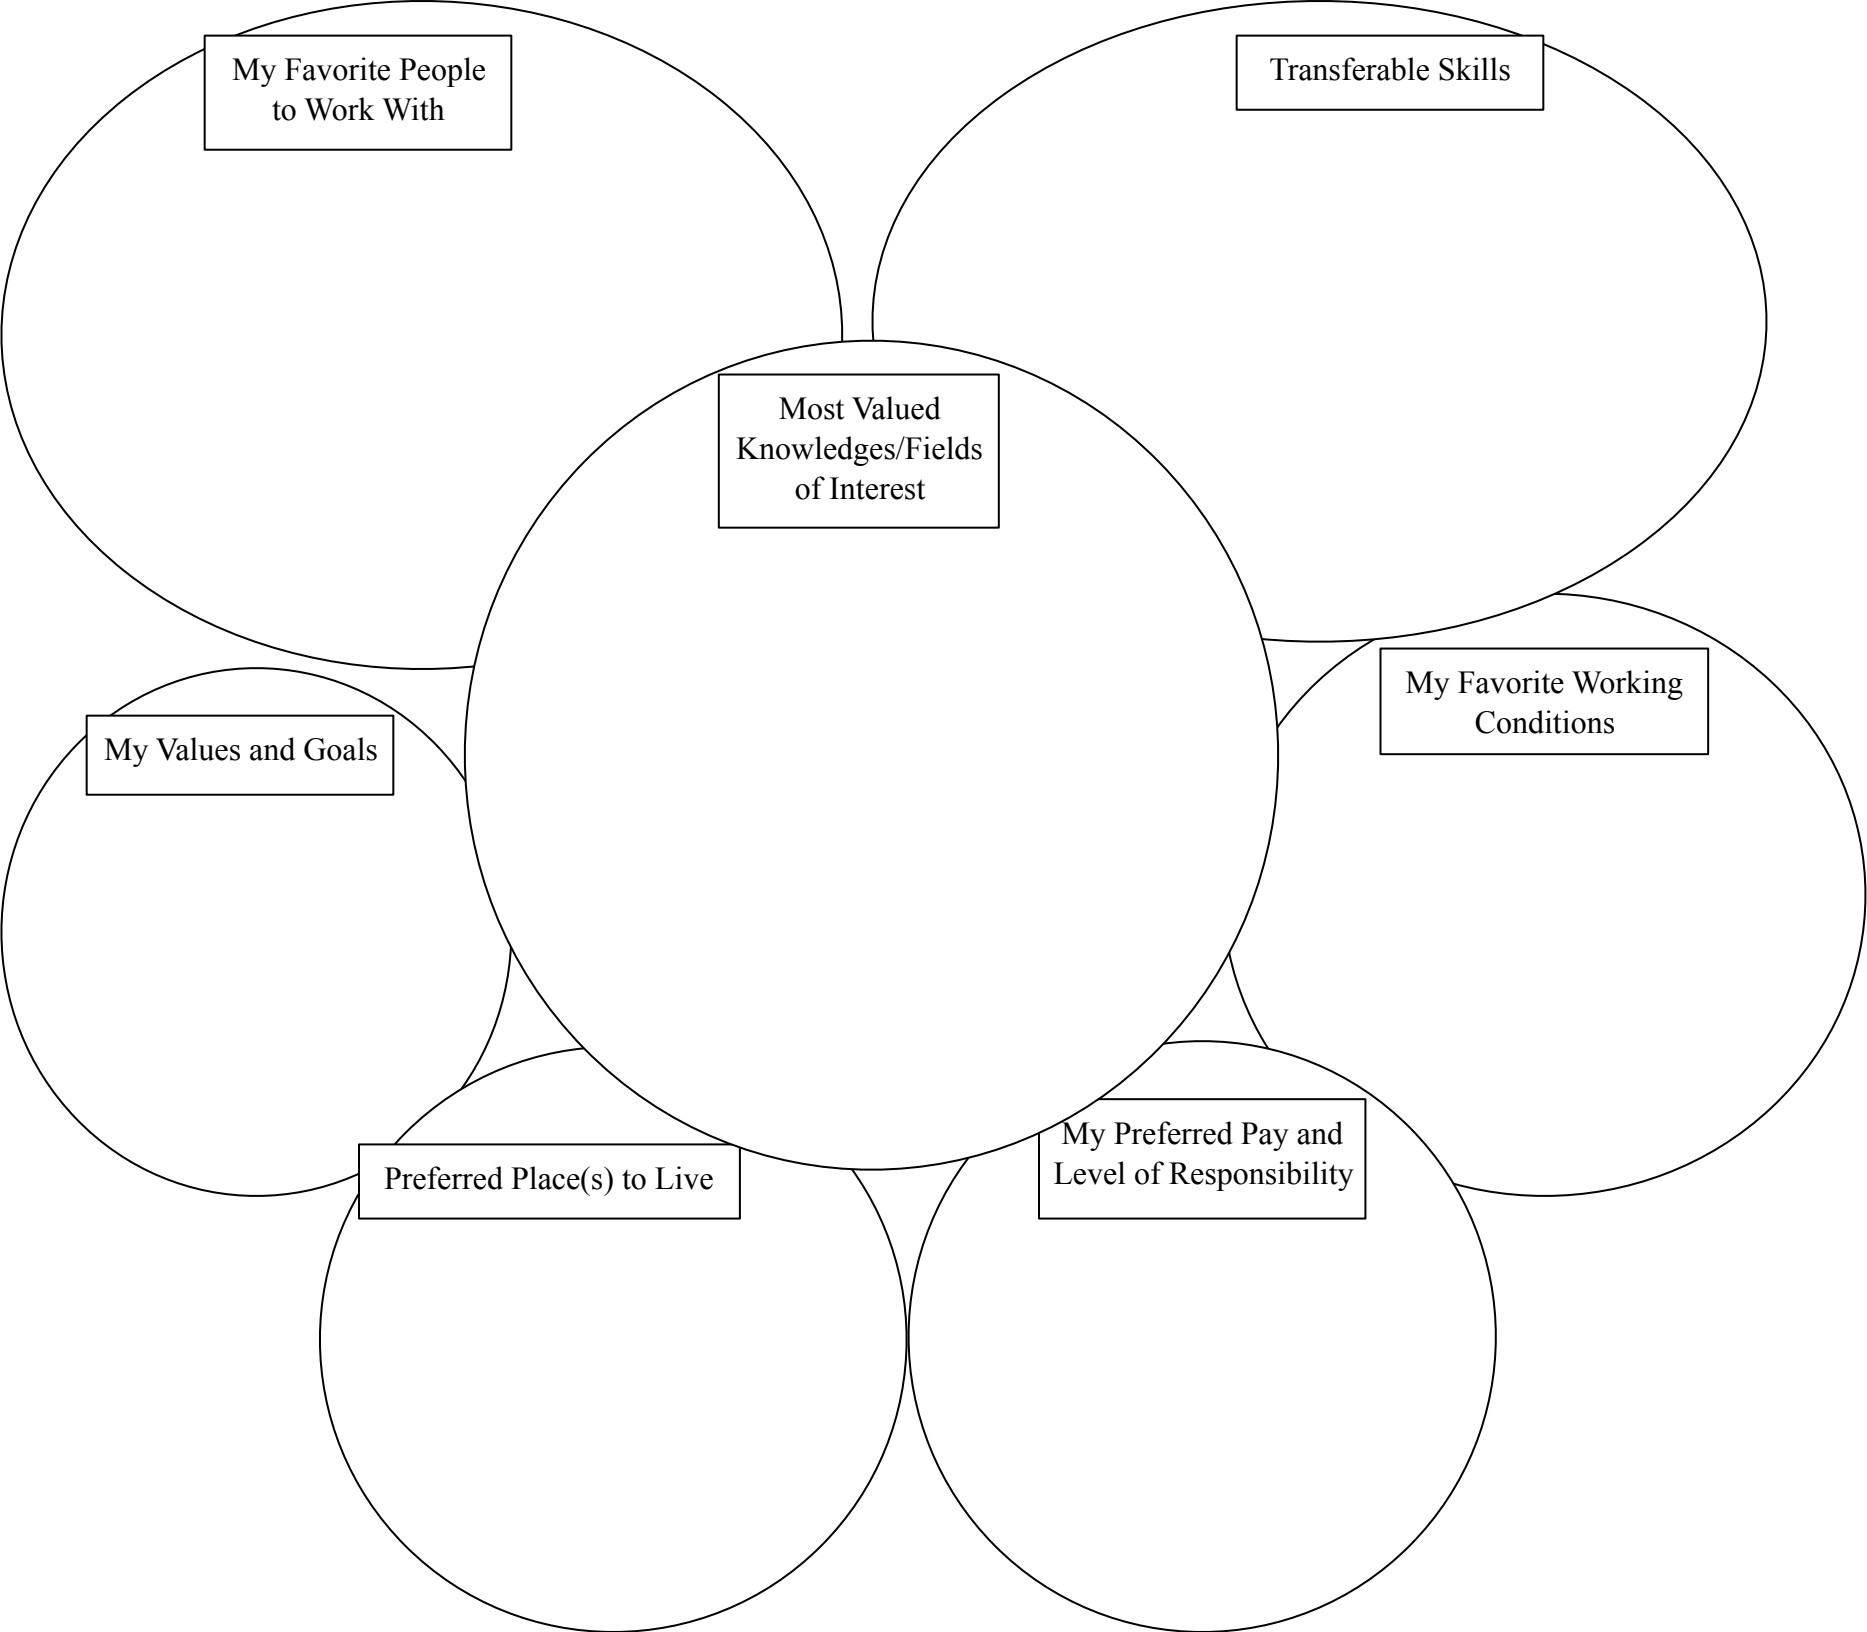 My Favorite People
to Work With
Transferable Skills
Most Valued
Knowledges/Fields
of Interest
My Favorite Working
Conditions
My Values and Goals
Preferred Place(s) to Live
My Preferred Pay and
Level of Responsibility